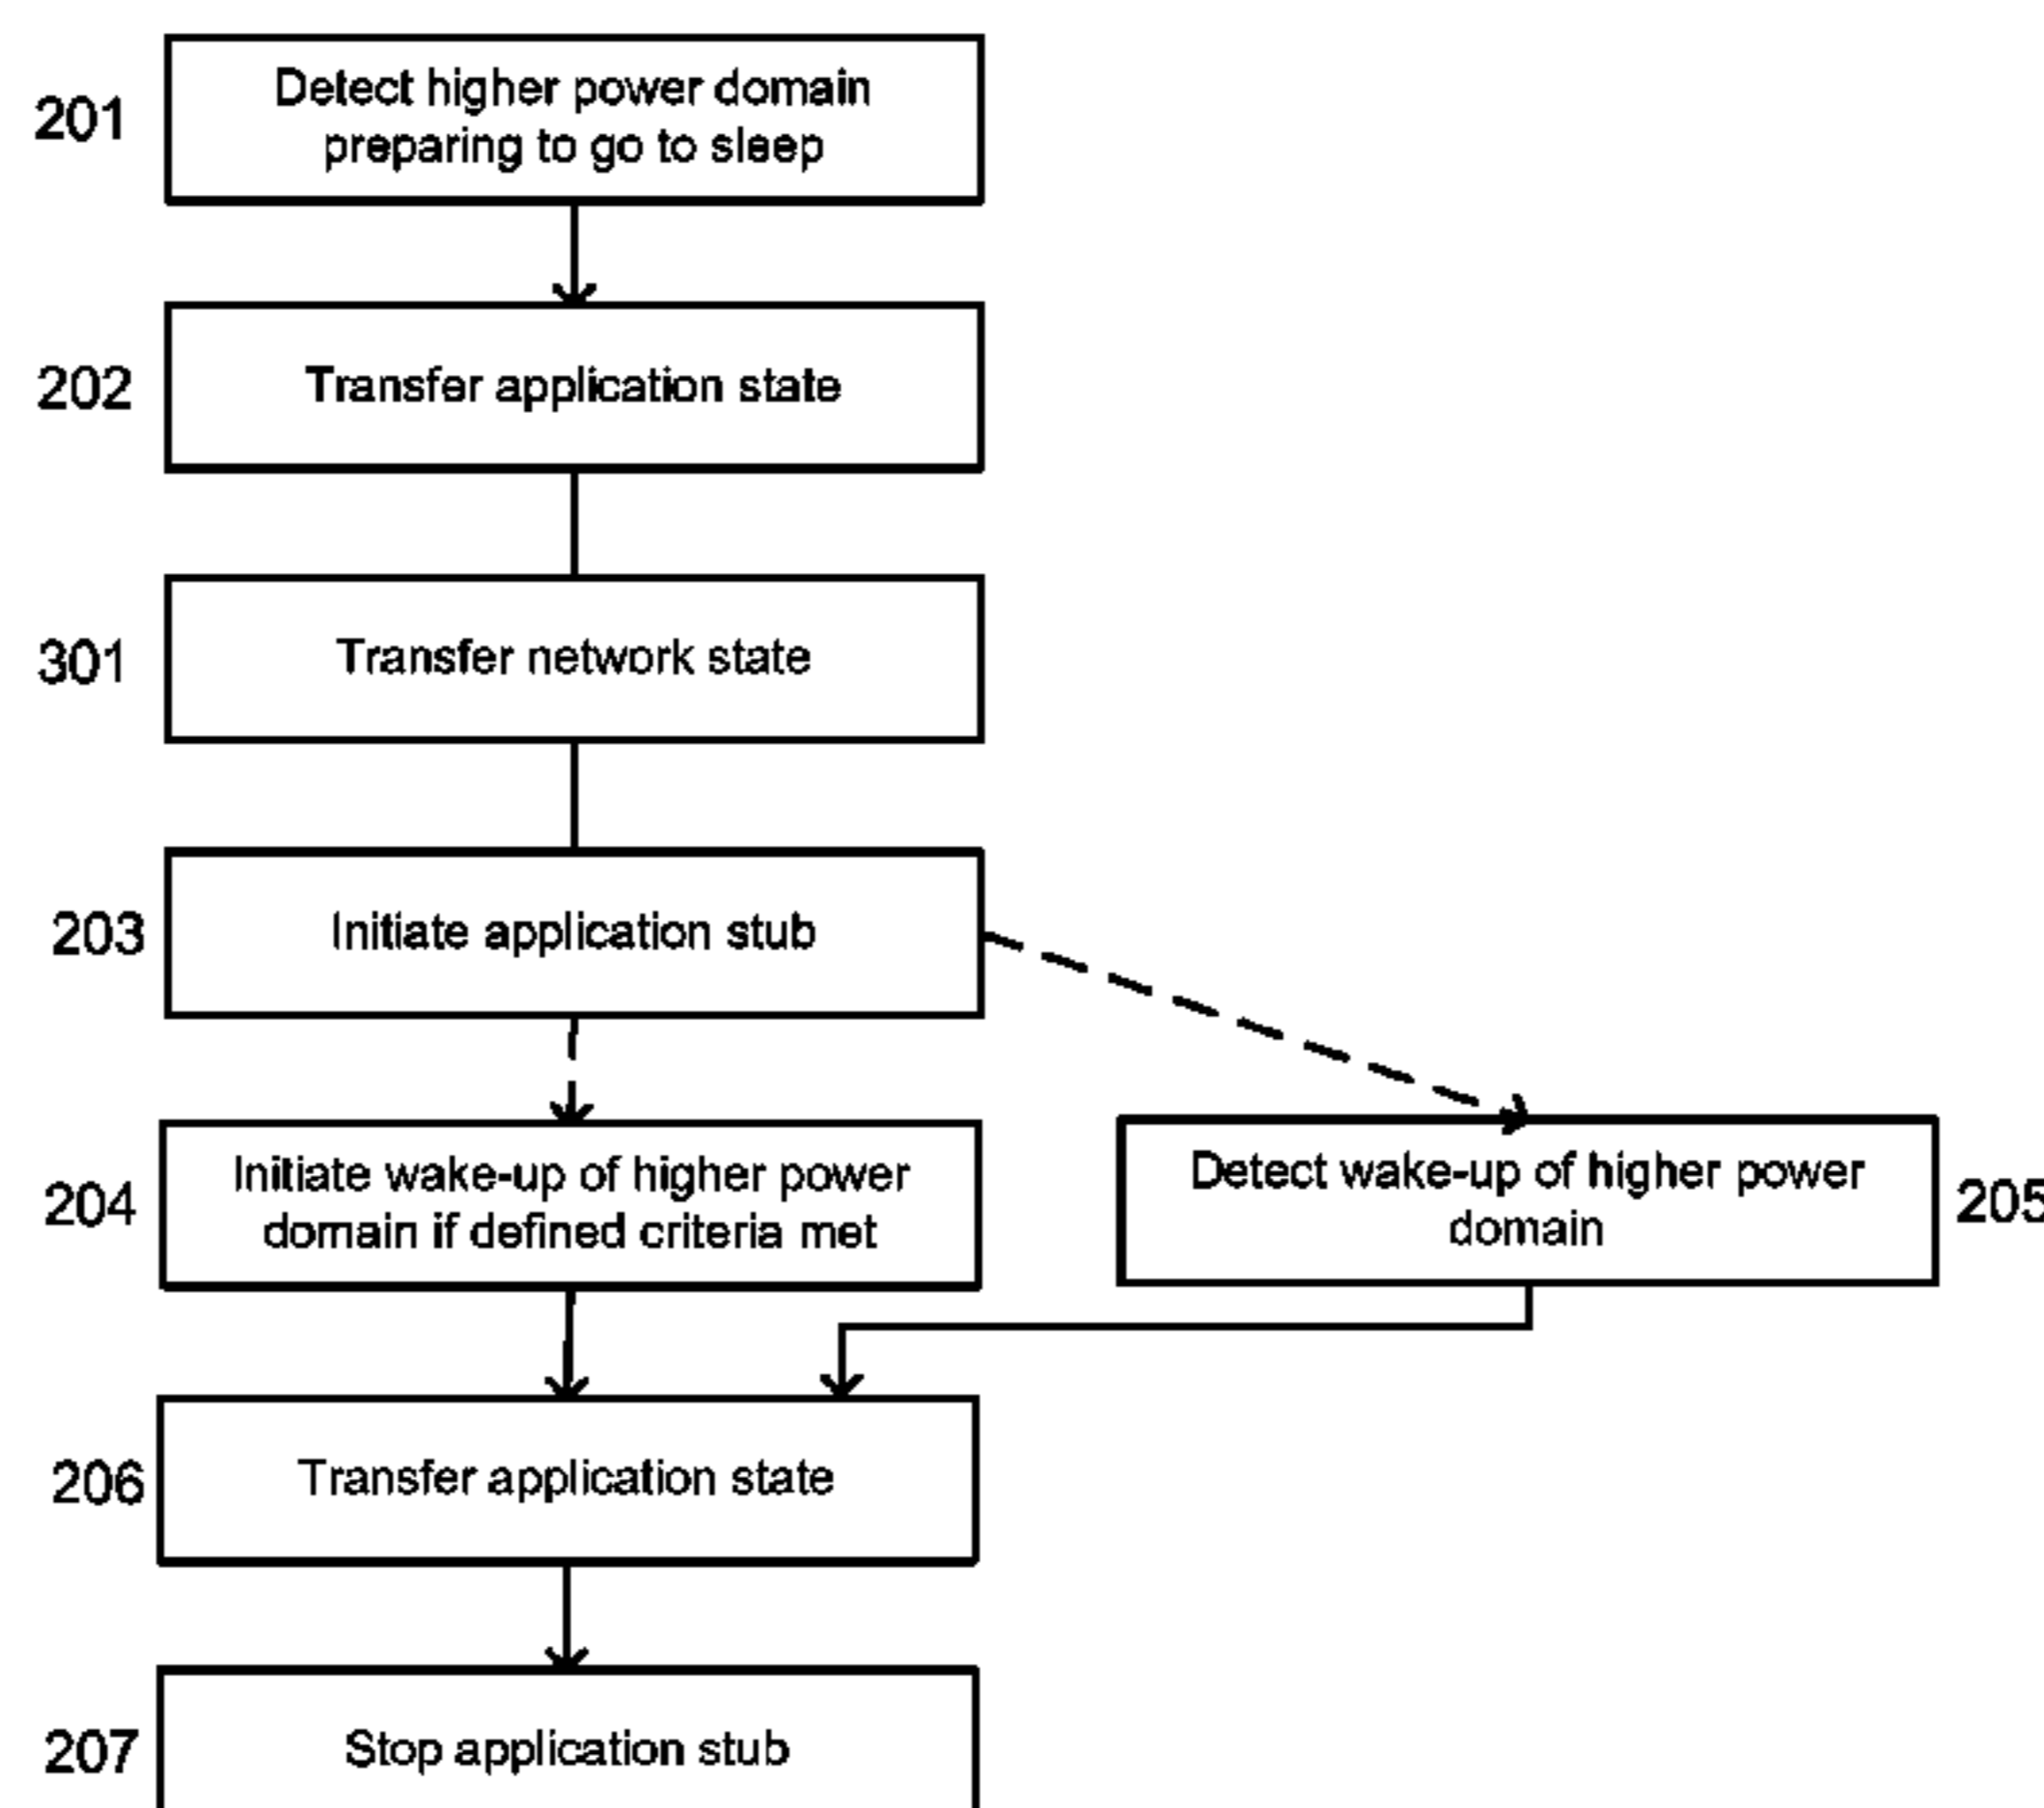 201
Detect higher power domain
preparing to go to sleep
202
Transfer application state
301
Transfer network state
203
Initiate application stub
204
Initiate wake-up of higher power
domain if defined criteria met
Detect wake-up of higher power
domain
205
206
Transfer application state
207
Stop application stub